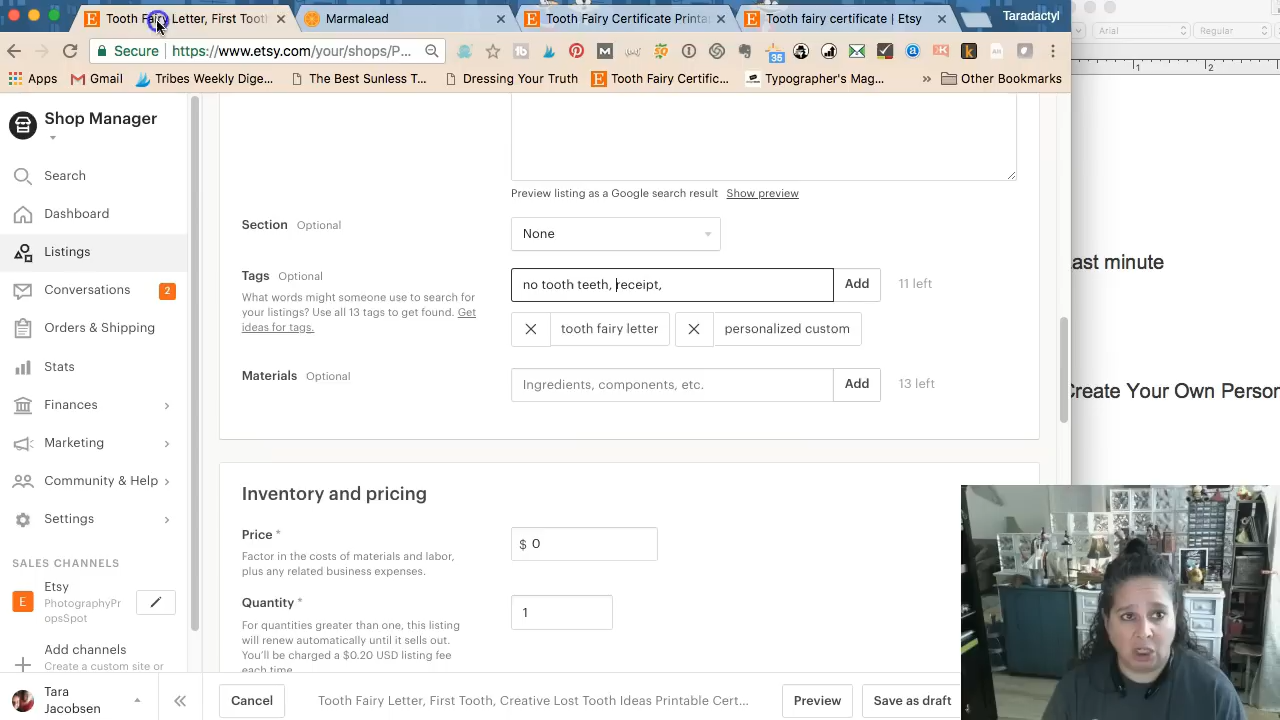 Tooth Fairy Letter, First Tooth
Marmalead
Tooth Fairy Certificate Printa
Tooth fairy certificate | Etsy
Taradactyl
Secure https://www.etsy.com/your/shops/P...
35
Apps Gmail Tribes Weekly Dige... The Best Sunless T... Dressing Your Truth Tooth Fairy Certific... Typographer's Mag... » Other Bookmarks
Arial
Regular
1
2
Shop Manager
Search
Dashboard
Listings
Conversations 2
Orders & Shipping
Stats
Finances
Marketing
Community & Help
Settings
SALES CHANNELS
Etsy
PhotographyPr
opsSpot
Add channels
Create a custom site or
Tara
Jacobsen
Preview listing as a Google search result Show preview
Section Optional
None
Tags Optional
What words might someone use to search for
your listings? Use all 13 tags to get found. Get
ideas for tags.
no tooth teeth, receipt,
Add
11 left
tooth fairy letter
personalized custom
Materials Optional
Ingredients, components, etc.
Add
13 left
Inventory and pricing
Price *
Factor in the costs of materials and labor,
plus any related business expenses.
$ 0
Quantity *
For quantities greater than one, this listing
will renew automatically until it sells out.
You'll be charged a $0.20 USD listing fee
each time.
1
Cancel
Tooth Fairy Letter, First Tooth, Creative Lost Tooth Ideas Printable Cert...
Preview
Save as draft
ast minute
Create Your Own Person